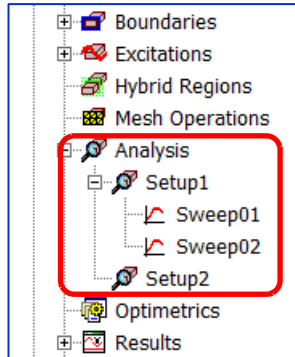 Boundaries
Excitations
Hybrid Regions
Mesh Operations
Analysis
Setup1
Sweep01
Sweep02
Setup2
Optimetrics
Results